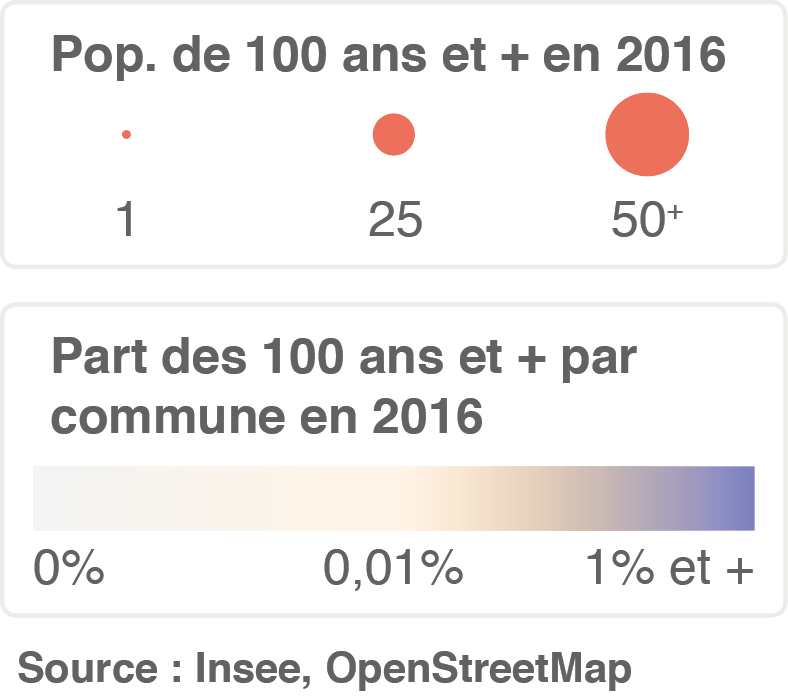 Pop. de 100 ans et + en 2016
1 25 50+
Part des 100 ans et + par
commune en 2016
0% 0,01% 1% et +
Source : Insee, OpenStreetMap